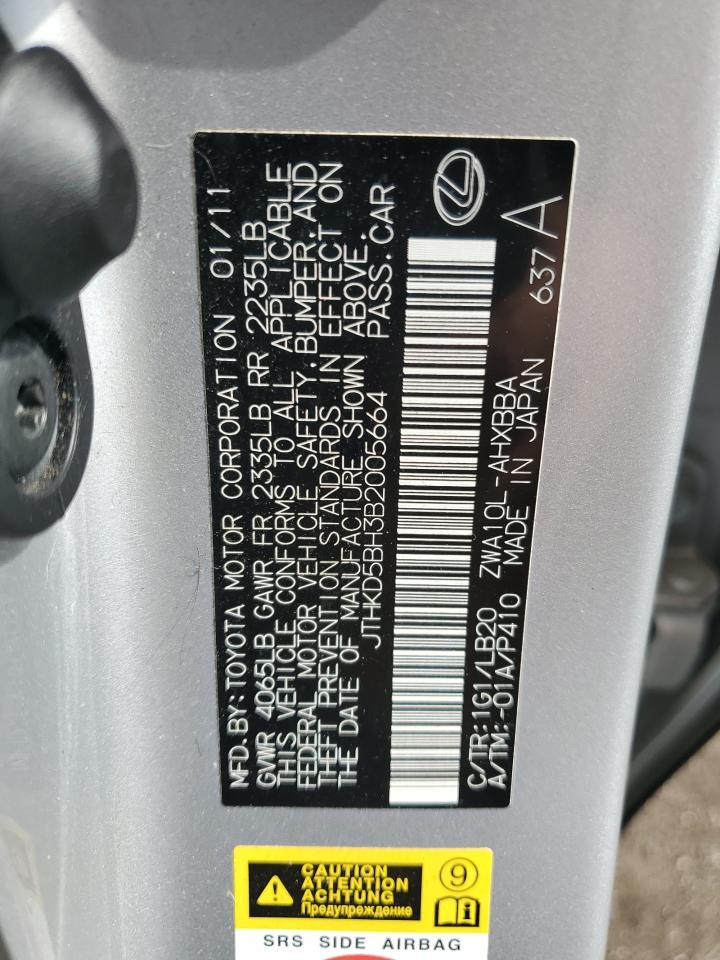 MFD.BY:TOYOTA MOTOR CORPORATION 01/11
GVWR 4065LB GAWR FR 2335LB RR 2235LB
THIS VEHICLE CONFORMS TO ALL APPLICABLE
FEDERAL MOTOR VEHICLE SAFETY,BUMPER,AND
THEFT PREVENTION STANDARDS IN EFFECT ON
THE DATE OF MANUFACTURE SHOWN ABOVE.
JTHKD5BH3B2005664 PASS.CAR
C/TR:1G1/LB20 ZWA10L-AHXBBA 637 A
A/TM:-01A/P410 MADE IN JAPAN
CAUTION
ATTENTION
ACHTUNG
Предупреждение
9
i
SRS SIDE AIRBAG